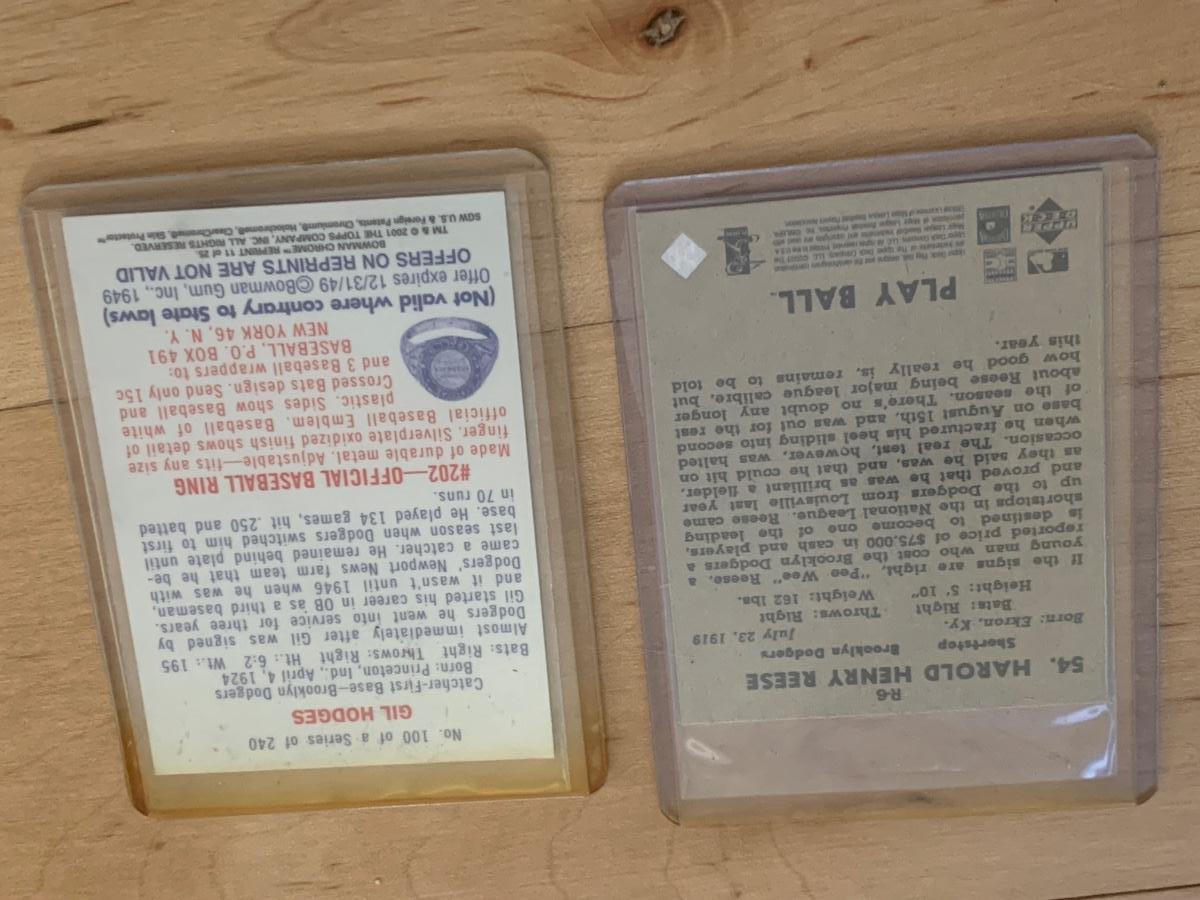 No. 100 of a Series of 240
GIL HODGES
Catcher-First Base—Brooklyn Dodgers
Born: Princeton, Ind., April 4, 1924
Bats: Right Throws: Right Ht.: 6:2 Wt.: 195
Almost immediately after Gil was signed by
Dodgers he went into service for three years.
Gil started his career in OB as a third baseman,
and it wasn't until 1946 when he was with
Dodgers' Newport News farm team that he be-
came a catcher. He remained behind plate until
last season when Dodgers switched him to first
base. He played 134 games, hit .250 and batted
in 70 runs.
#202—OFFICIAL BASEBALL RING
Made of durable metal. Adjustable—fits any size
finger. Silverplate oxidized finish shows detail of
official Baseball Emblem. Baseball of white
plastic. Sides show Baseball and
Crossed Bats design. Send only 15c
and 3 Baseball wrappers to:
BASEBALL, P.O. BOX 491
NEW YORK 46, N. Y.
(Not valid where contrary to State laws)
Offer expires 12/31/49 ©Bowman Gum, Inc., 1949
OFFERS ON REPRINTS ARE NOT VALID
BOWMAN CHROME™ REPRINT 11 of 25
TM & © 2001 THE TOPPS COMPANY, INC. ALL RIGHTS RESERVED.
SGW U.S. & Foreign Patents, Chromium®, Holochrome®, ClearChrome®, Skin Protector™
R-6
54. HAROLD HENRY REESE
Shortstop Brooklyn Dodgers
Born: Ekron, Ky. July 23, 1919
Bats: Right Throws: Right
Height: 5' 10" Weight: 162 lbs.
If the signs are right, "Pee Wee" Reese, a
young man who cost the Brooklyn Dodgers a
reported price of $75,000 in cash and players,
is destined to become one of the leading
shortstops in the National League. Reese came
up to the Dodgers from Louisville last year
and proved that he was as brilliant a fielder,
as they said he was, and that he could hit on
occasion. The real test, however, was halted
when he fractured his heel sliding into second
base on August 15th, and was out for the rest
of the season. There's no doubt any longer
about Reese being major league calibre, but
how good he really is, remains to be told
this year.
PLAY BALL
UPPER DECK